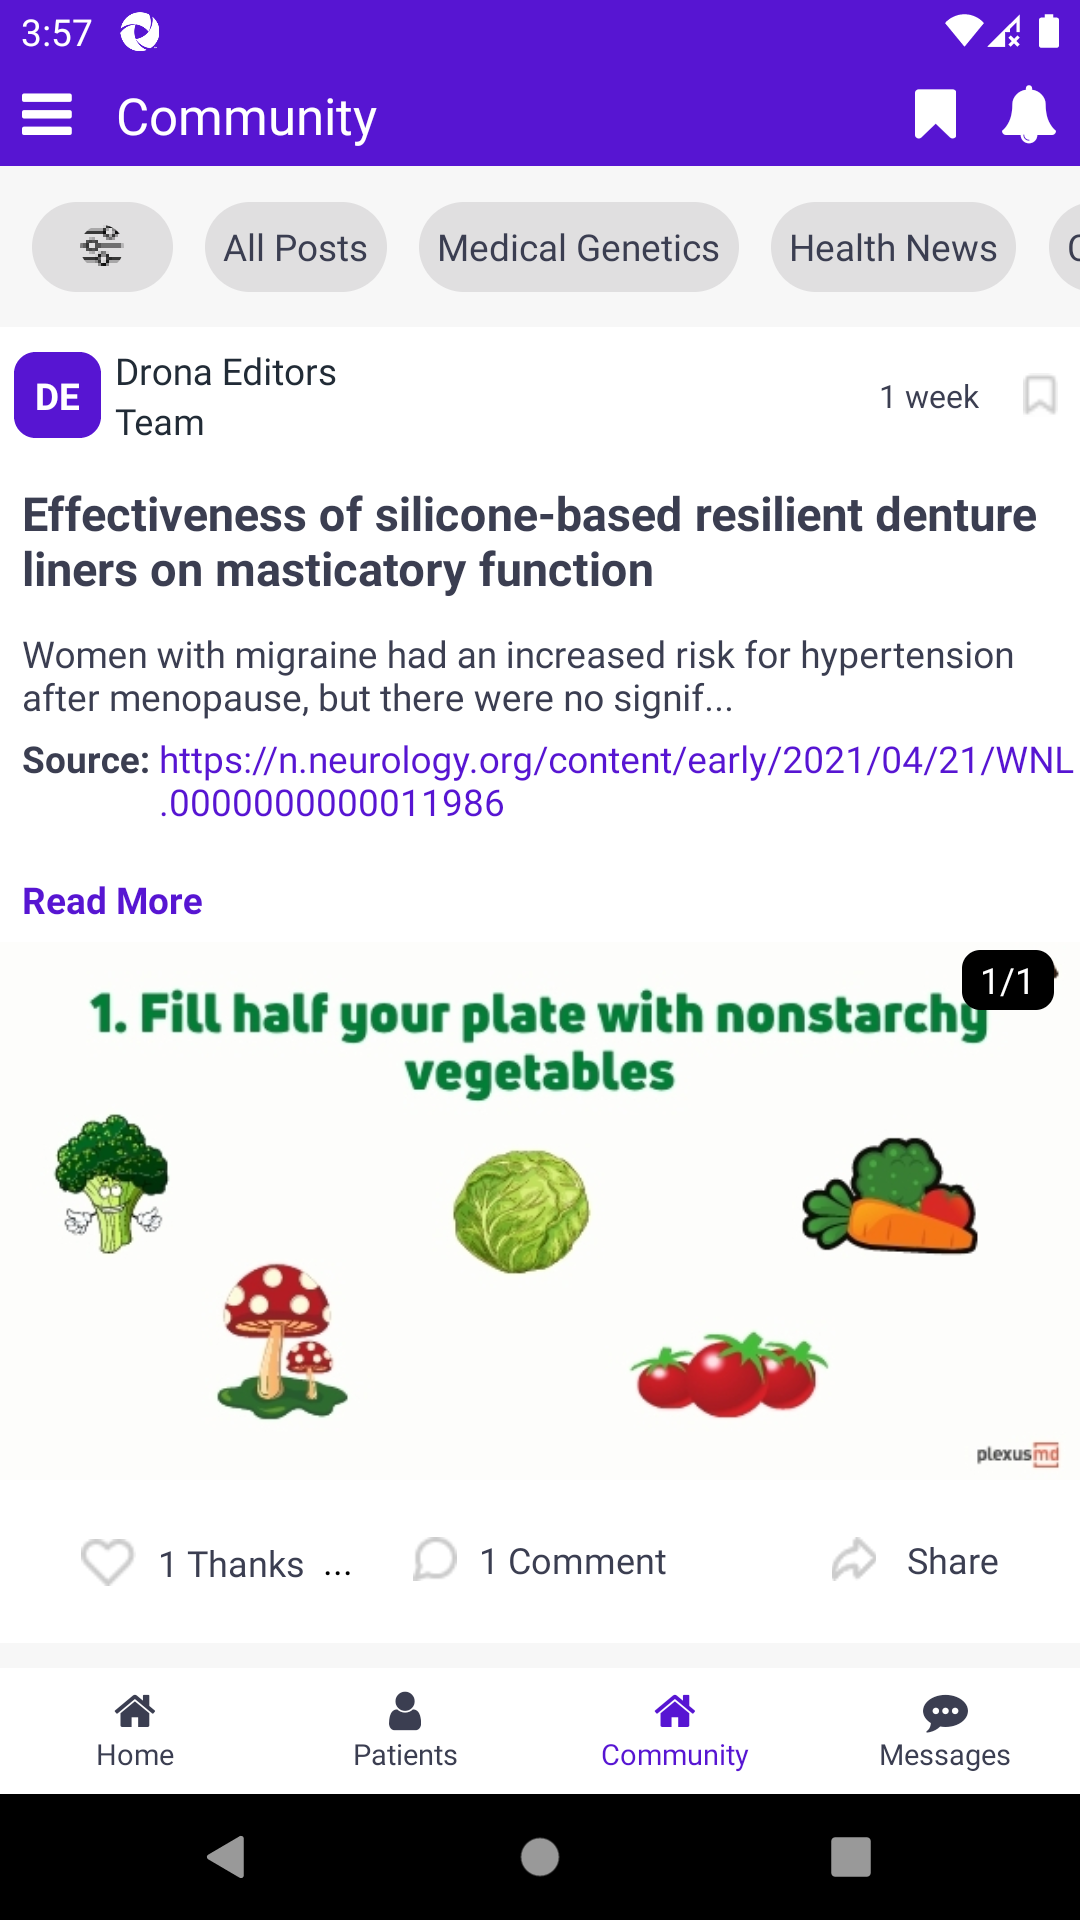 3:57
Community
All Posts
Medical Genetics
Health News
DE
Drona Editors
Team
1 week
Effectiveness of silicone-based resilient denture
liners on masticatory function
Women with migraine had an increased risk for hypertension
after menopause, but there were no signif...
Source: https://n.neurology.org/content/early/2021/04/21/WNL
.0000000000011986
Read More
1/1
1. Fill half your plate with nonstarchy
vegetables
plexusmd
1 Thanks ...
1 Comment
Share
Home
Patients
Community
Messages